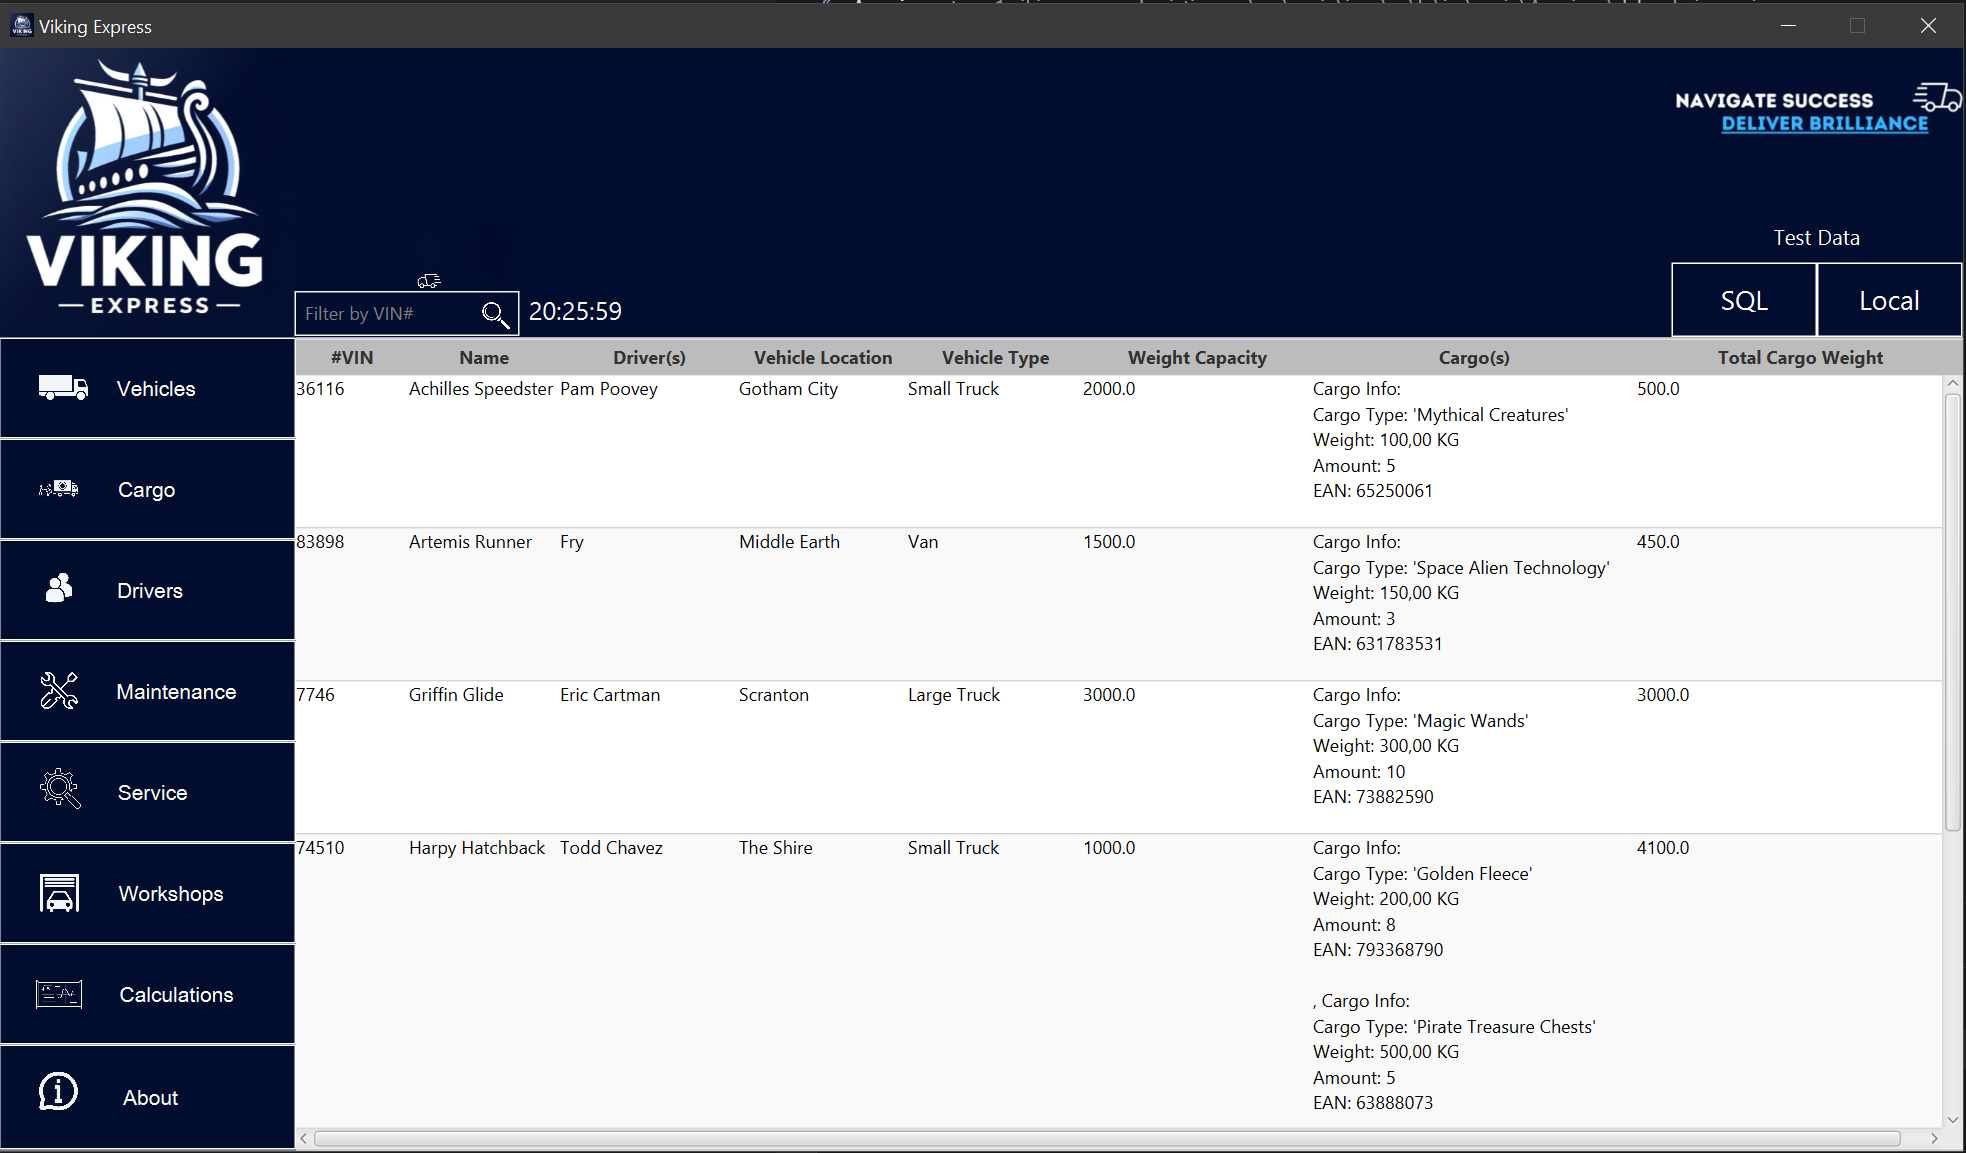 Viking Express
NAVIGATE SUCCESS
DELIVER BRILLIANCE
VIKING
EXPRESS
Test Data
Filter by VIN#
20:25:59
SQL
Local
#VIN Name Driver(s) Vehicle Location Vehicle Type Weight Capacity Cargo(s) Total Cargo Weight
Vehicles
Cargo
Drivers
Maintenance
Service
Workshops
Calculations
About
36116 Achilles Speedster Pam Poovey Gotham City Small Truck 2000.0 Cargo Info: 500.0
Cargo Type: 'Mythical Creatures'
Weight: 100,00 KG
Amount: 5
EAN: 65250061
83898 Artemis Runner Fry Middle Earth Van 1500.0 Cargo Info: 450.0
Cargo Type: 'Space Alien Technology'
Weight: 150,00 KG
Amount: 3
EAN: 631783531
7746 Griffin Glide Eric Cartman Scranton Large Truck 3000.0 Cargo Info: 3000.0
Cargo Type: 'Magic Wands'
Weight: 300,00 KG
Amount: 10
EAN: 73882590
74510 Harpy Hatchback Todd Chavez The Shire Small Truck 1000.0 Cargo Info: 4100.0
Cargo Type: 'Golden Fleece'
Weight: 200,00 KG
Amount: 8
EAN: 793368790
, Cargo Info:
Cargo Type: 'Pirate Treasure Chests'
Weight: 500,00 KG
Amount: 5
EAN: 63888073